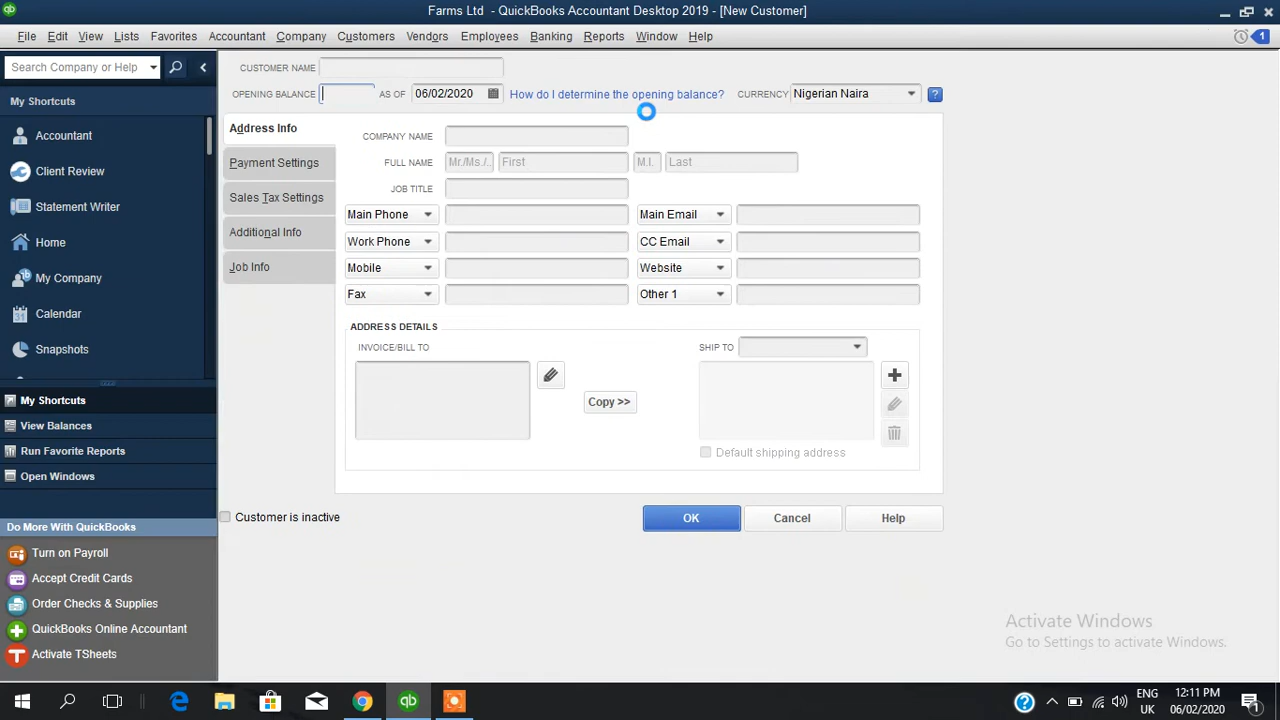 Farms Ltd - QuickBooks Accountant Desktop 2019 - [New Customer]
File Edit View Lists Favorites Accountant Company Customers Vendors Employees Banking Reports Window Help 1
Search Company or Help
My Shortcuts
Accountant
Client Review
Statement Writer
Home
My Company
Calendar
Snapshots
My Shortcuts
View Balances
Run Favorite Reports
Open Windows
Do More With QuickBooks
Turn on Payroll
Accept Credit Cards
Order Checks & Supplies
QuickBooks Online Accountant
Activate TSheets
CUSTOMER NAME
OPENING BALANCE AS OF 06/02/2020 How do I determine the opening balance? CURRENCY Nigerian Naira ?
Address Info
Payment Settings
Sales Tax Settings
Additional Info
Job Info
COMPANY NAME
FULL NAME Mr./Ms./.. First M.I. Last
JOB TITLE
Main Phone Main Email
Work Phone CC Email
Mobile Website
Fax Other 1
ADDRESS DETAILS
INVOICE/BILL TO SHIP TO
Copy >>
Default shipping address
Customer is inactive OK Cancel Help
Activate Windows
Go to Settings to activate Windows.
ENG 12:11 PM
UK 06/02/2020 1